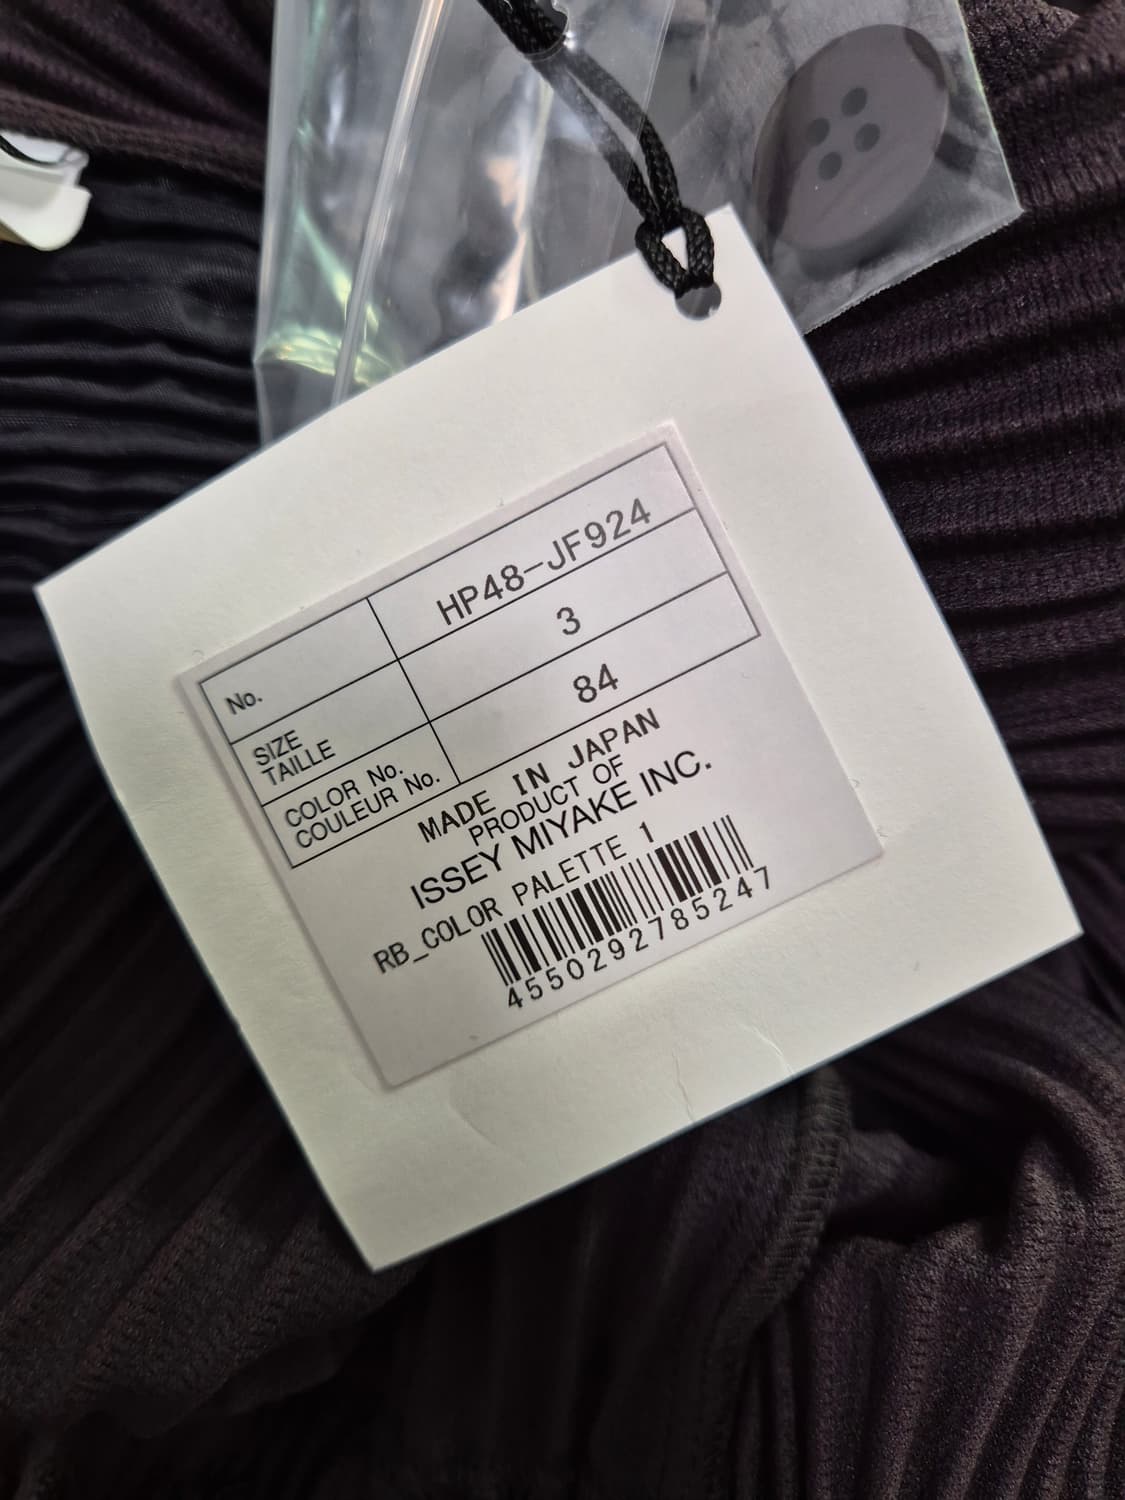 No. HP48-JF924
SIZE
TAILLE 3
COLOR No.
COULEUR No. 84
MADE IN JAPAN
PRODUCT OF
ISSEY MIYAKE INC.
RB_COLOR PALETTE 1
4550292785247